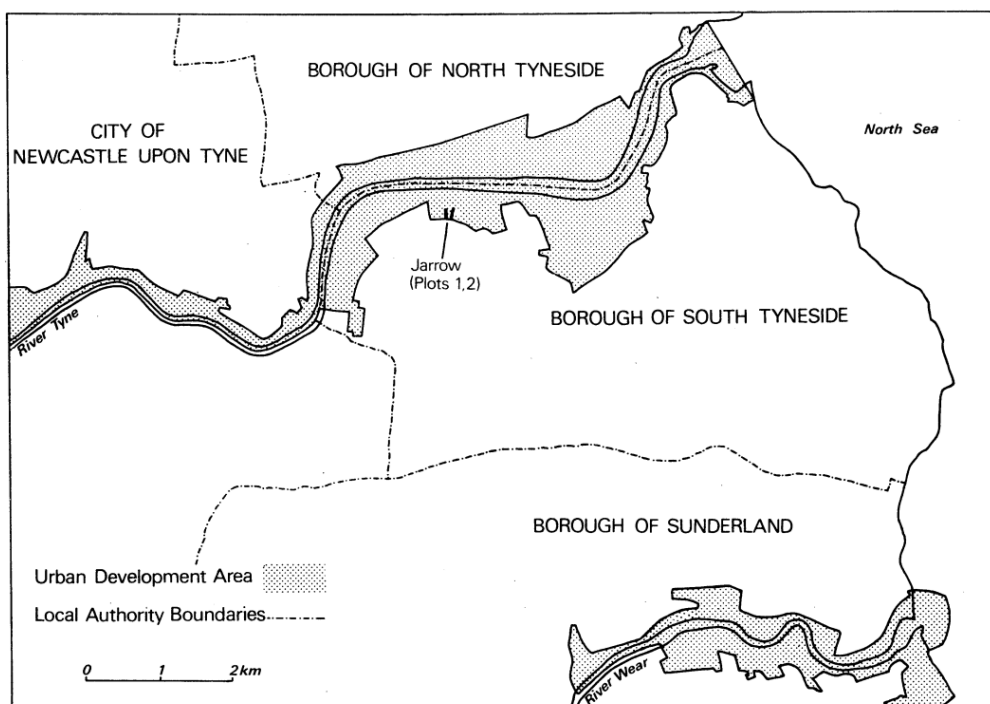 BOROUGH OF NORTH TYNESIDE
CITY OF
NEWCASTLE UPON TYNE
North Sea
Jarrow
(Plots 1,2)
BOROUGH OF SOUTH TYNESIDE
River Tyne
BOROUGH OF SUNDERLAND
Urban Development Area
Local Authority Boundaries
0 1 2km
River Wear